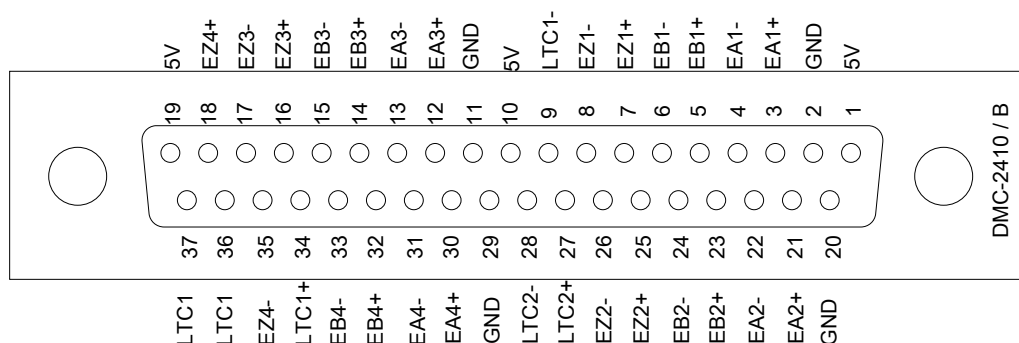 5V EZ4+ EZ3- EZ3+ EB3- EB3+ EA3- EA3+ GND 5V LTC1- EZ1- EZ1+ EB1- EB1+ EA1- EA1+ GND 5V
19 18 17 16 15 14 13 12 11 10 9 8 7 6 5 4 3 2 1
37 36 35 34 33 32 31 30 29 28 27 26 25 24 23 22 21 20
LTC1 LTC1 EZ4- LTC1+ EB4- EB4+ EA4- EA4+ GND LTC2- LTC2+ EZ2- EZ2+ EB2- EB2+ EA2- EA2+ GND
DMC-2410 / B